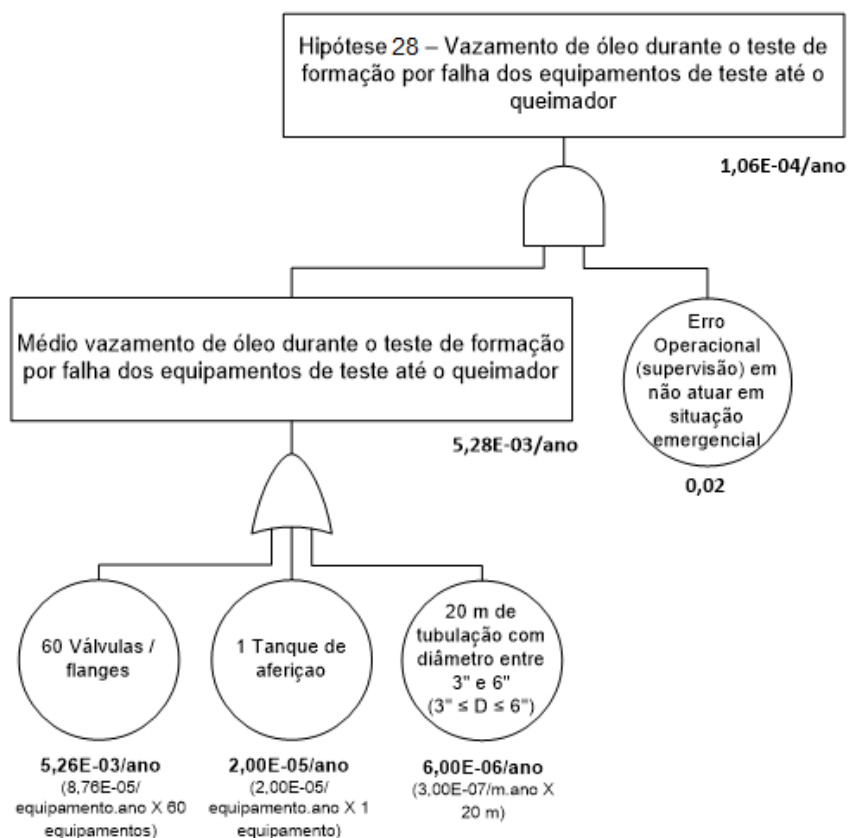 Hipótese 28 – Vazamento de óleo durante o teste de
formação por falha dos equipamentos de teste até o
queimador
1,06E-04/ano
Médio vazamento de óleo durante o teste de formação
por falha dos equipamentos de teste até o queimador
5,28E-03/ano
Erro
Operacional
(supervisão) em
não atuar em
situação
emergencial
0,02
60 Válvulas /
flanges
5,26E-03/ano
(8,76E-05/
equipamento.ano X 60
equipamentos)
1 Tanque de
aferiçao
2,00E-05/ano
(2,00E-05/
equipamento.ano X 1
equipamento)
20 m de
tubulação com
diâmetro entre
3" e 6"
(3" ≤ D ≤ 6")
6,00E-06/ano
(3,00E-07/m.ano X
20 m)